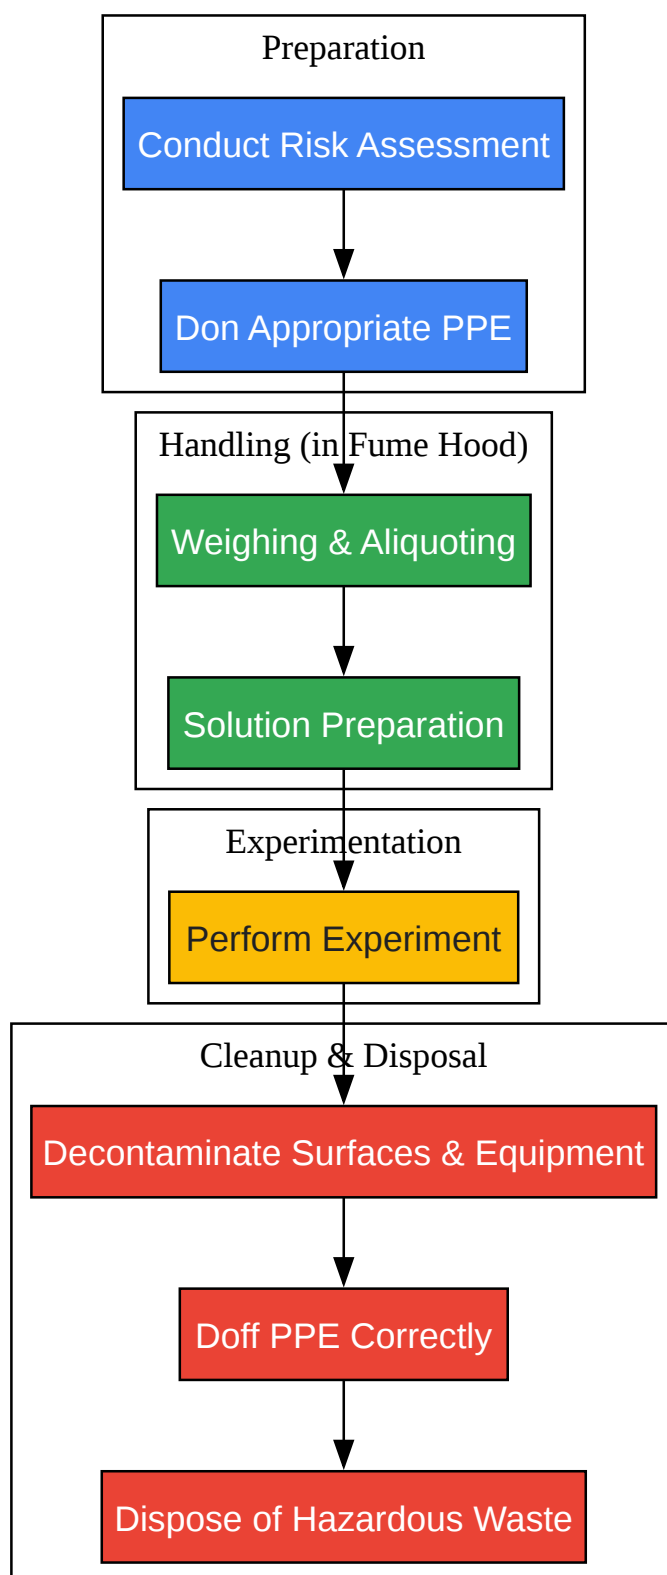 Preparation
Conduct Risk Assessment
Don Appropriate PPE
Handling (in Fume Hood)
Weighing & Aliquoting
Solution Preparation
Experimentation
Perform Experiment
Cleanup & Disposal
Decontaminate Surfaces & Equipment
Doff PPE Correctly
Dispose of Hazardous Waste